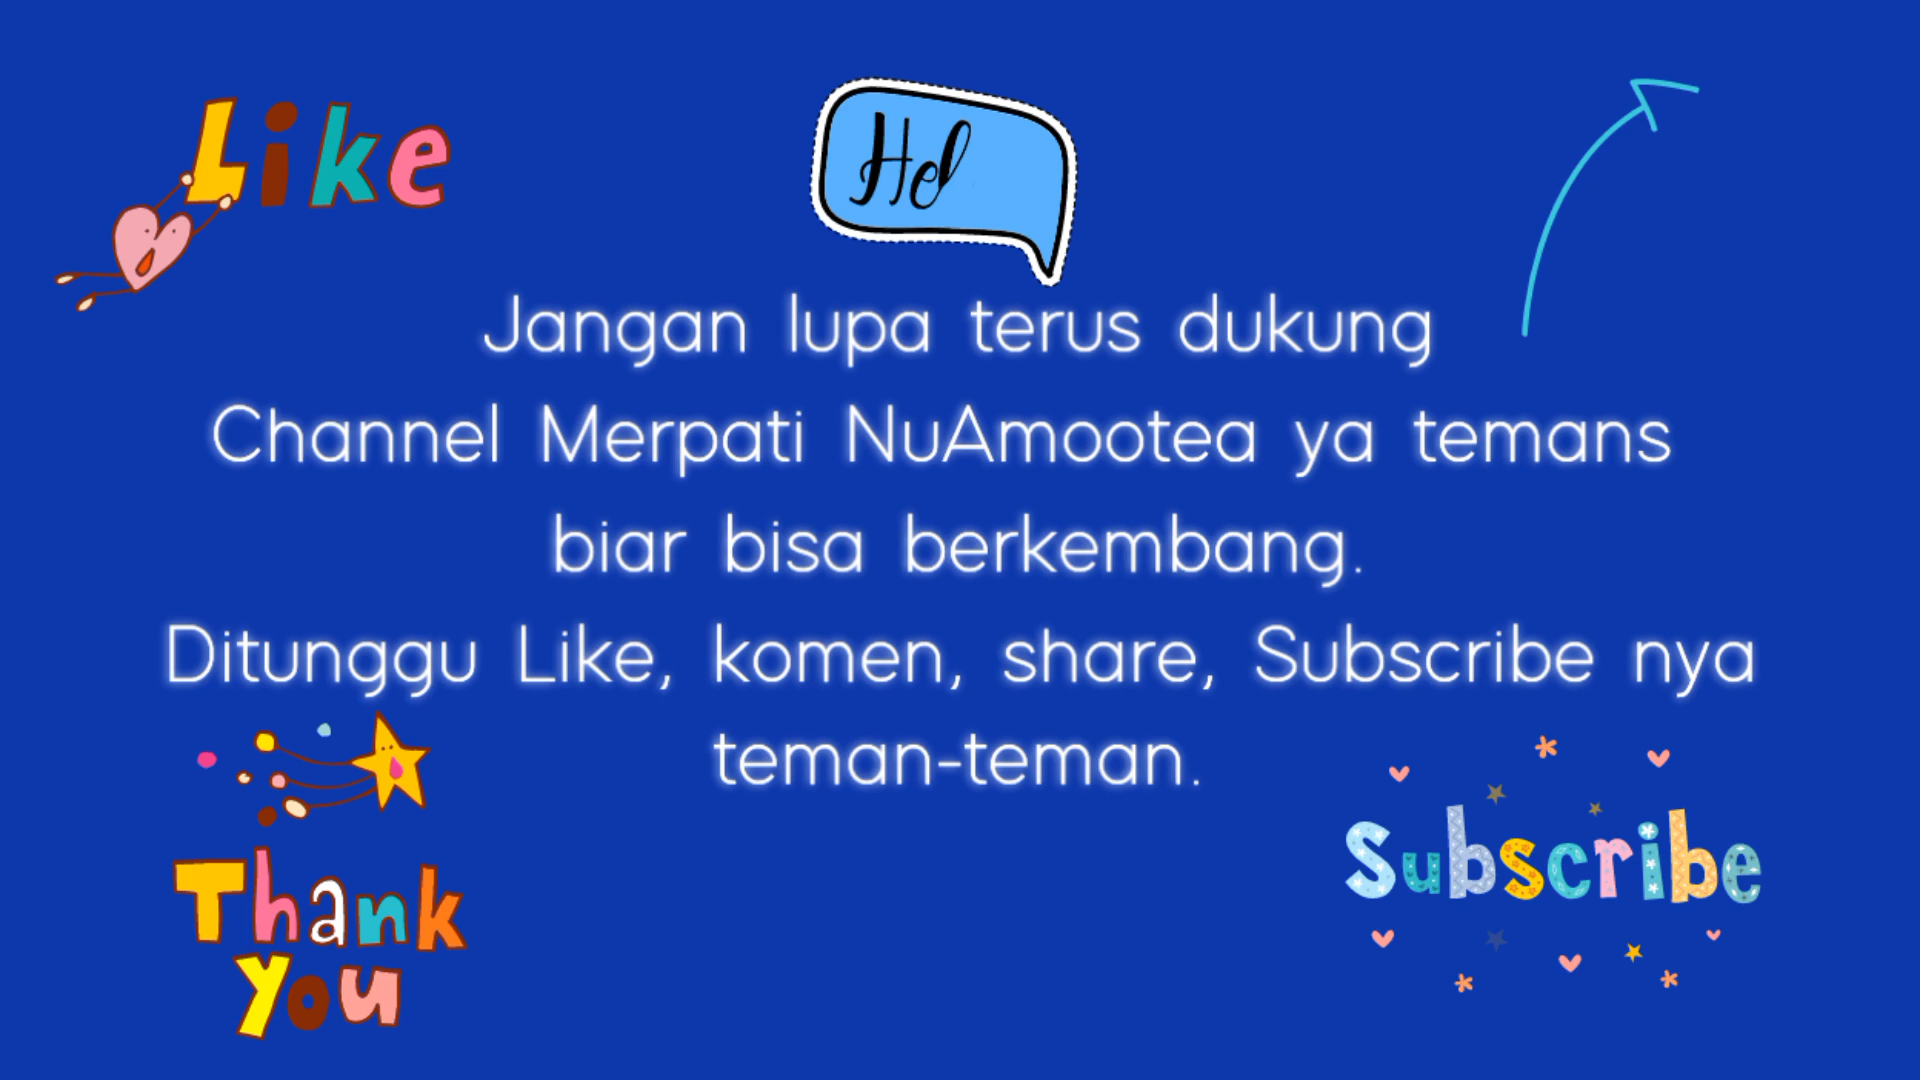 Like
Hel
Jangan lupa terus dukung
Channel Merpati NuAmootea ya temans
biar bisa berkembang.
Ditunggu Like, komen, share, Subscribe nya
teman-teman.
Thank
you
Subscribe